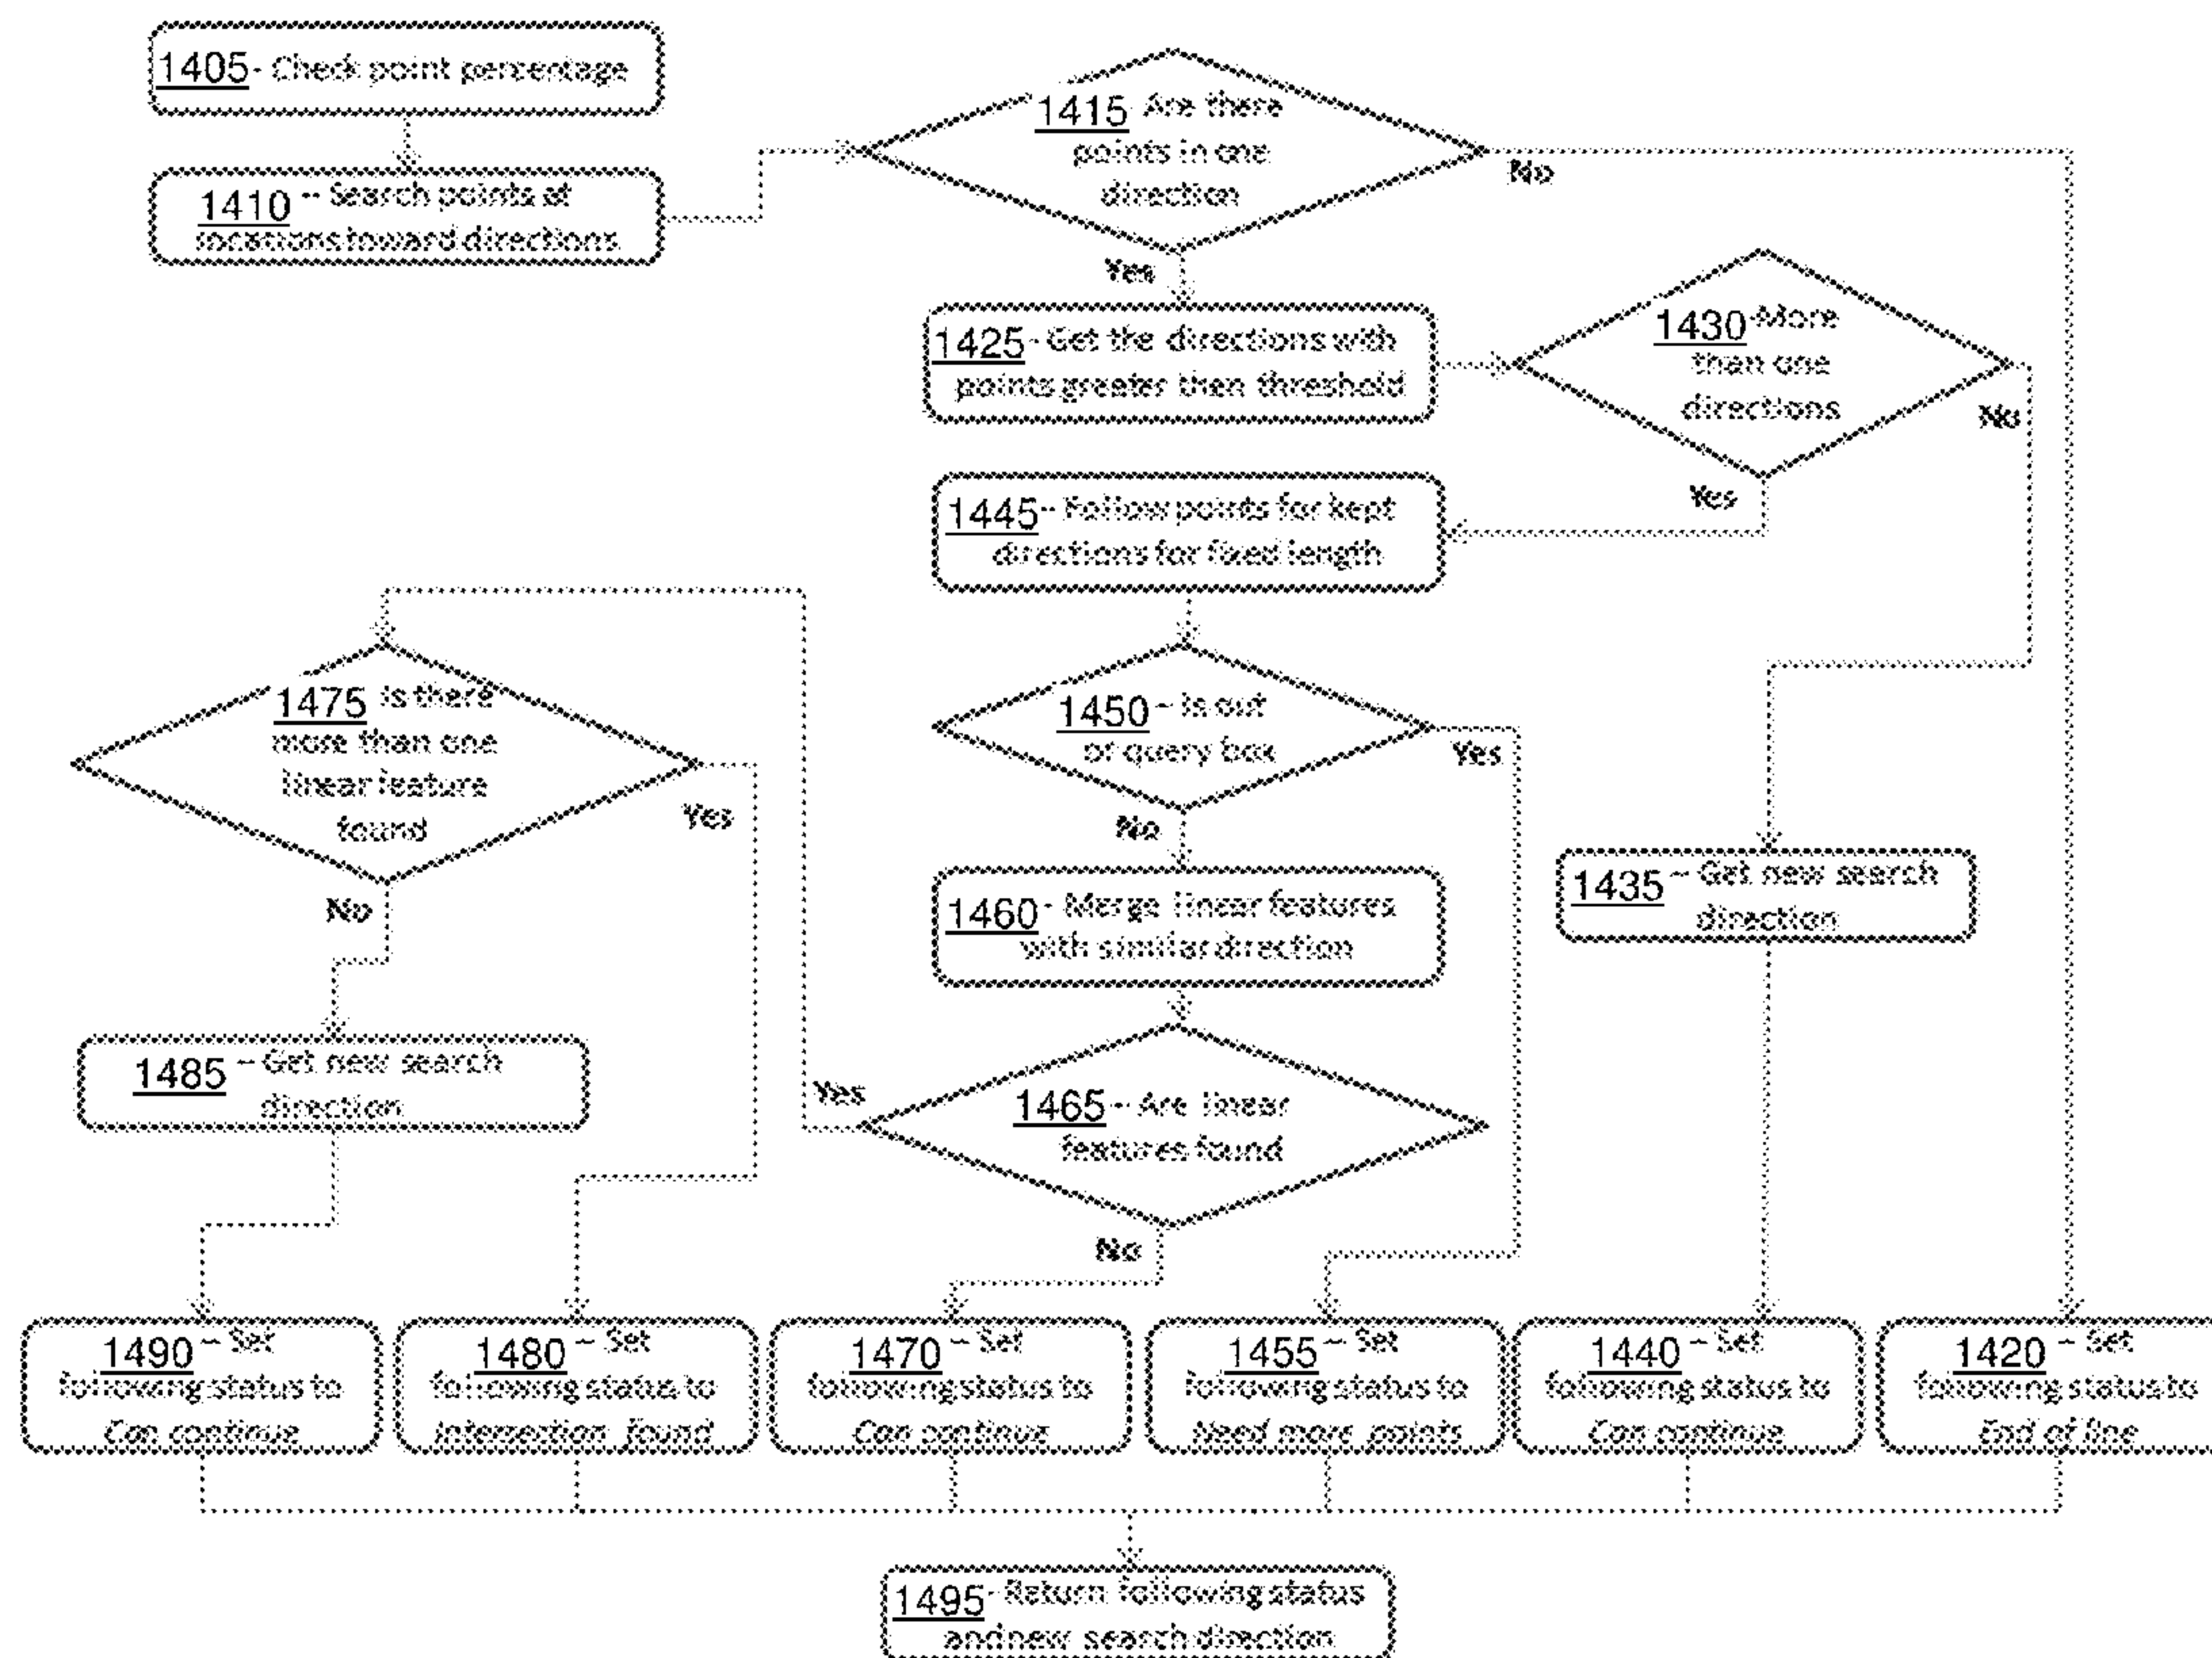 1405- Check point percentage
1410 - Search points at
locations toward directions
1415 Are there
points in one
direction
No
Yes
1425- Get the directions with
points greater then threshold
1430 More
than one
directions
No
Yes
1445- Follow points for kept
directions for fixed length
1475 Is there
more than one
linear feature
found
Yes
No
1450 - Is out
of query box
Yes
No
1460- Merge linear features
with similar direction
1435 - Get new search
direction
1485 - Get new search
direction
1465 - Are linear
features found
Yes
No
1490 - Set
following status to
Can continue
1480 - Set
following status to
Intersection found
1470 - Set
following status to
Can continue
1455 - Set
following status to
Need more points
1440 - Set
following status to
Can continue
1420 - Set
following status to
End of line
1495- Return following status
and new search direction